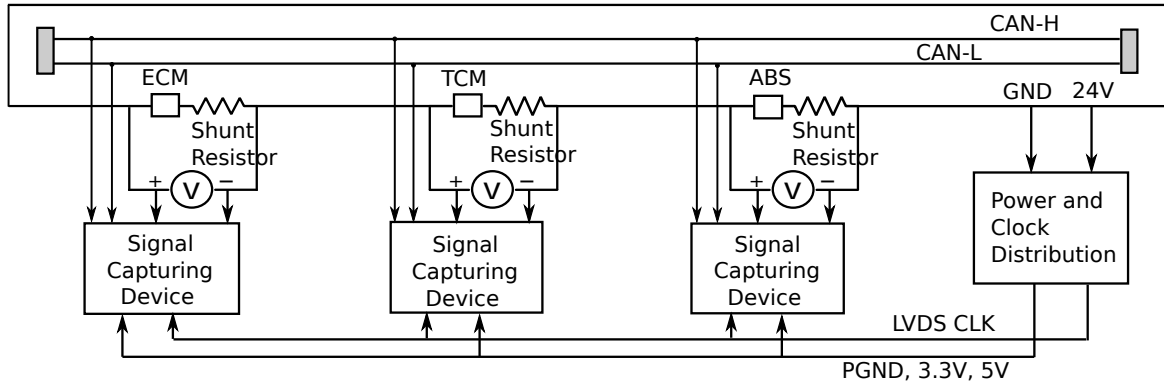 CAN-H
CAN-L
ECM
TCM
ABS
GND
24V
Shunt
Resistor
Shunt
Resistor
Shunt
Resistor
+ V −
+ V −
+ V −
Signal
Capturing
Device
Signal
Capturing
Device
Signal
Capturing
Device
Power and
Clock
Distribution
LVDS CLK
PGND, 3.3V, 5V